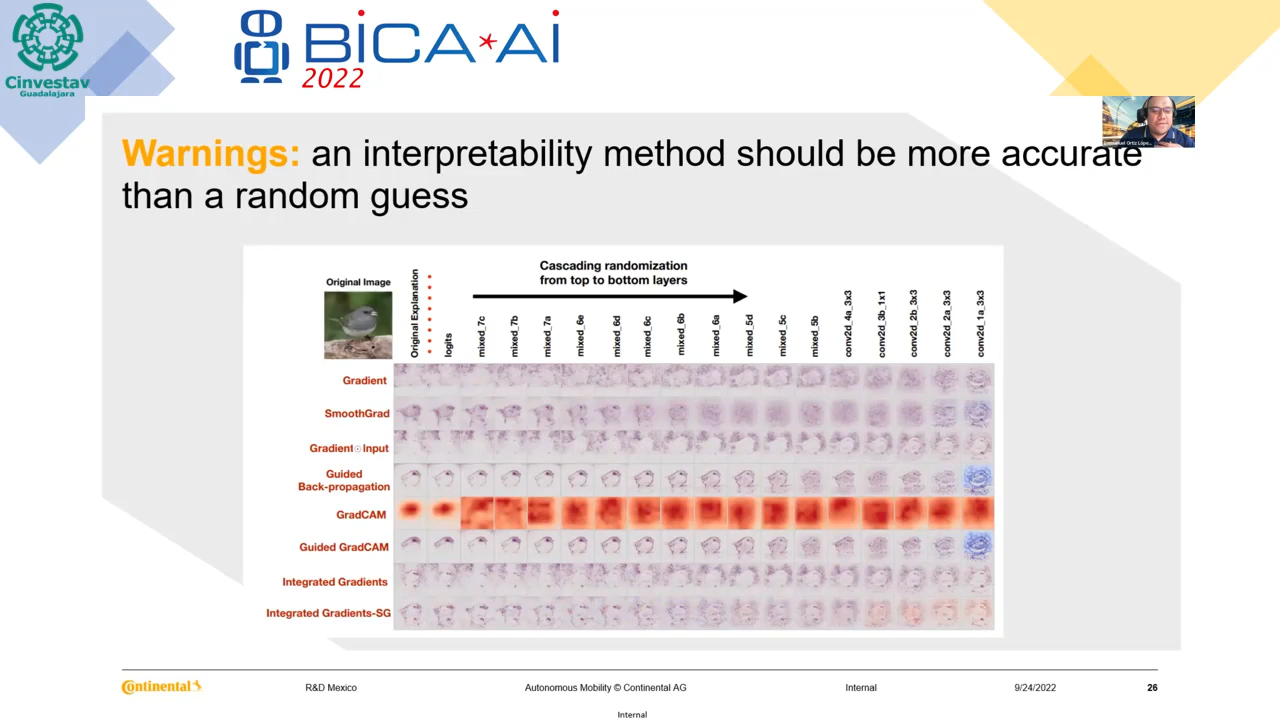 Cinvestav
Guadalajara
BiCA*Ai
2022
Warnings: an interpretability method should be more accurate
than a random guess
Emmanuel Ortiz Lópe...
Original Image
Original Explanation
Cascading randomization
from top to bottom layers
logits
mixed_7c
mixed_7b
mixed_7a
mixed_6e
mixed_6d
mixed_6c
mixed_6b
mixed_6a
mixed_5d
mixed_5c
mixed_5b
conv2d_4a_3x3
conv2d_3b_1x1
conv2d_2b_3x3
conv2d_2a_3x3
conv2d_1a_3x3
Gradient
SmoothGrad
Gradient⊙Input
Guided
Back-propagation
GradCAM
Guided GradCAM
Integrated Gradients
Integrated Gradients-SG
Continental
R&D Mexico
Autonomous Mobility © Continental AG
Internal
9/24/2022
26
Internal